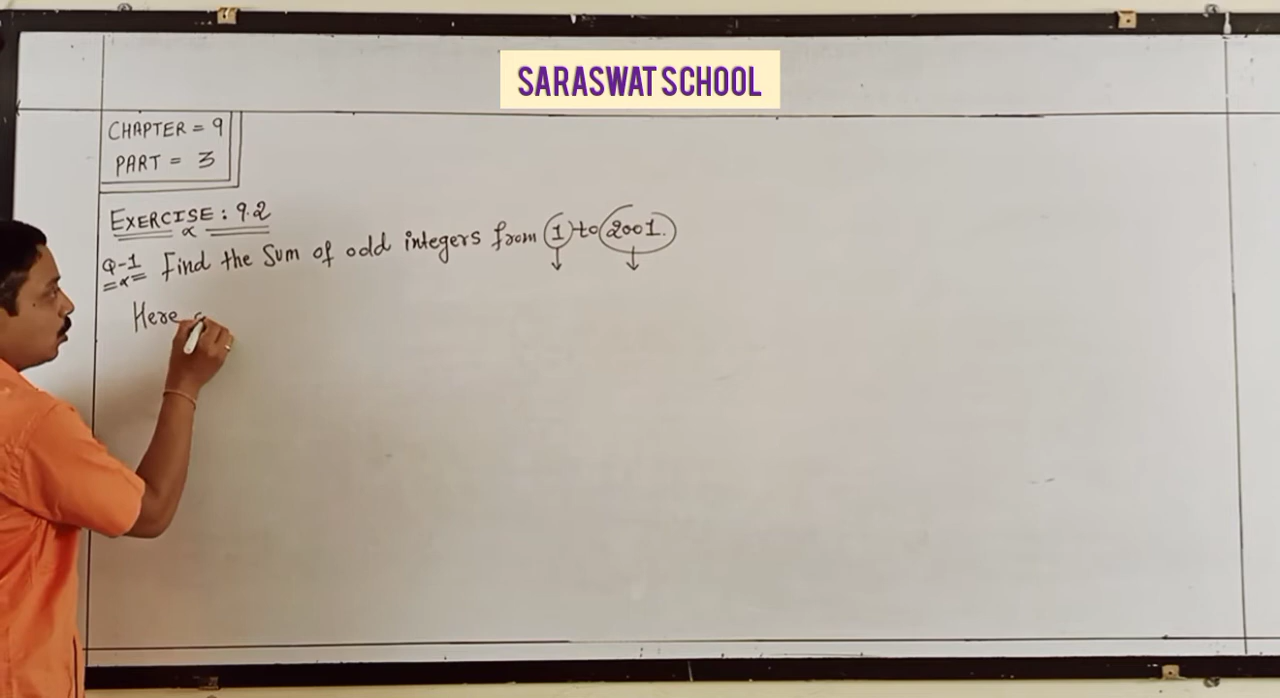 SARASWAT SCHOOL
CHAPTER = 9
PART = 3
EXERCISE : 9.2
Q-1 Find the Sum of odd integers from 1 to 2001.
Here